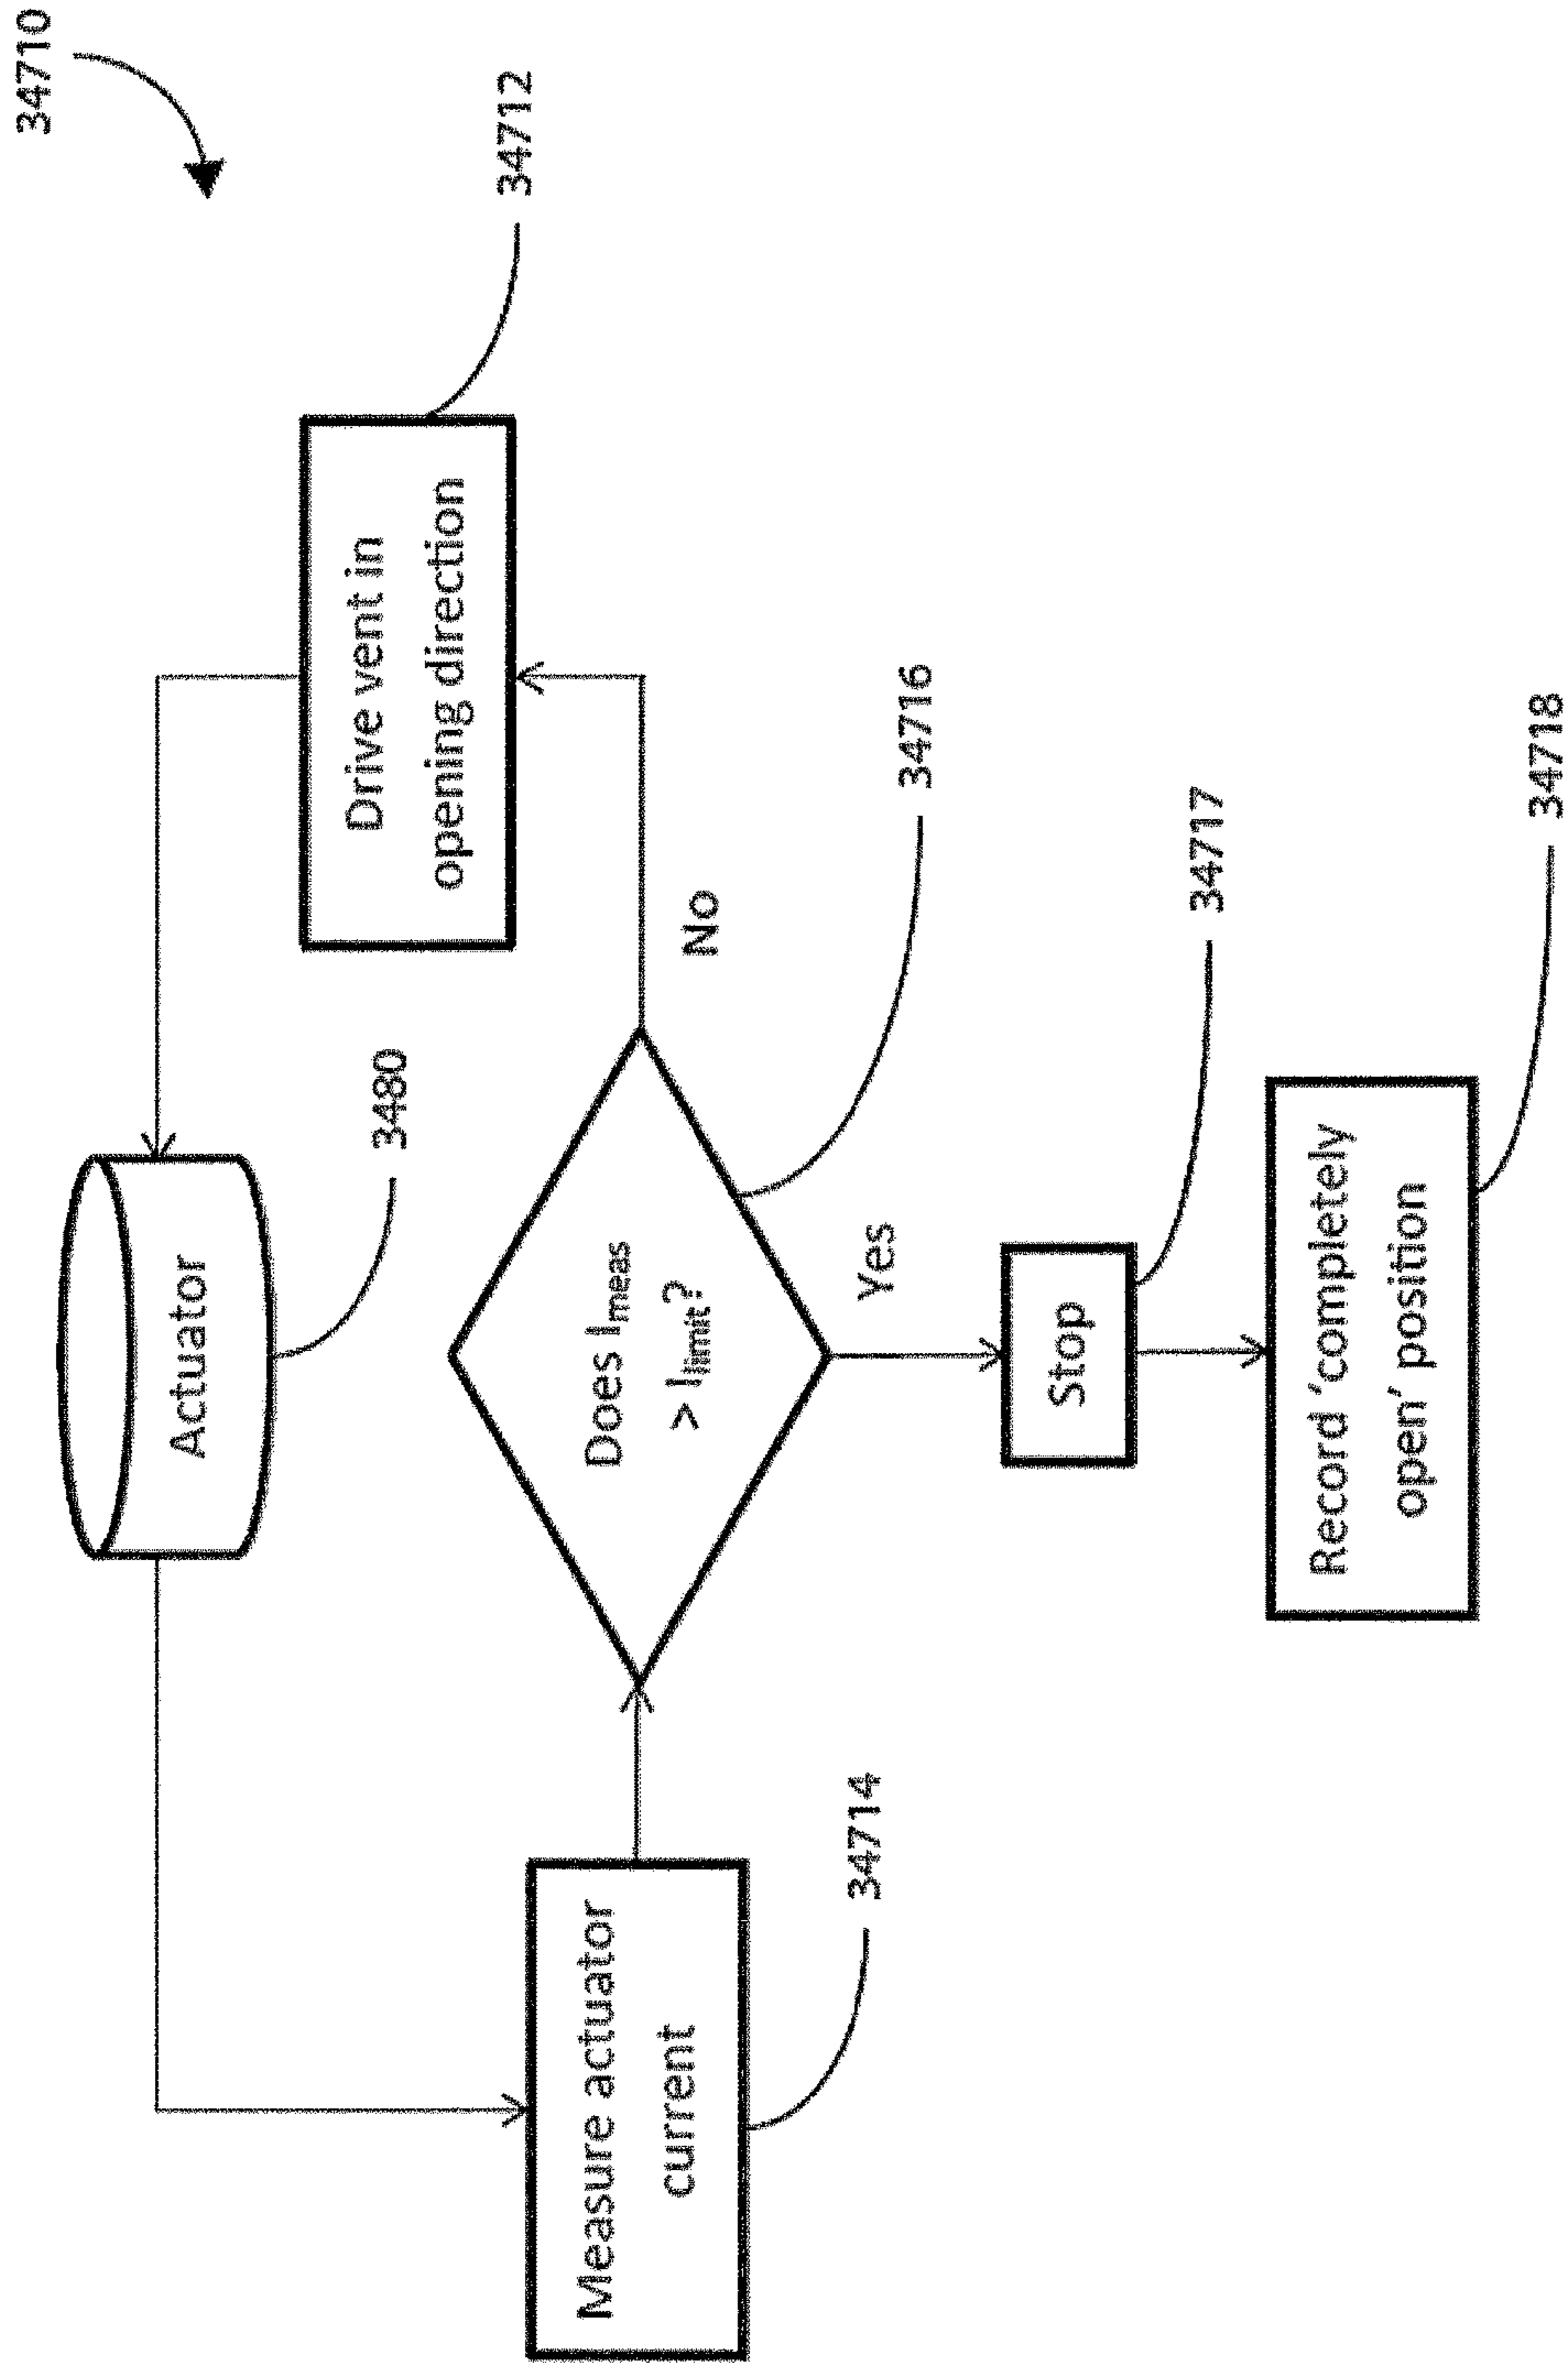 34710
Actuator
3480
Drive vent in
opening direction
34712
Measure actuator
current
34714
Does Imeas
> Ilimit?
34716
No
Yes
Stop
34717
Record 'completely
open' position
34718